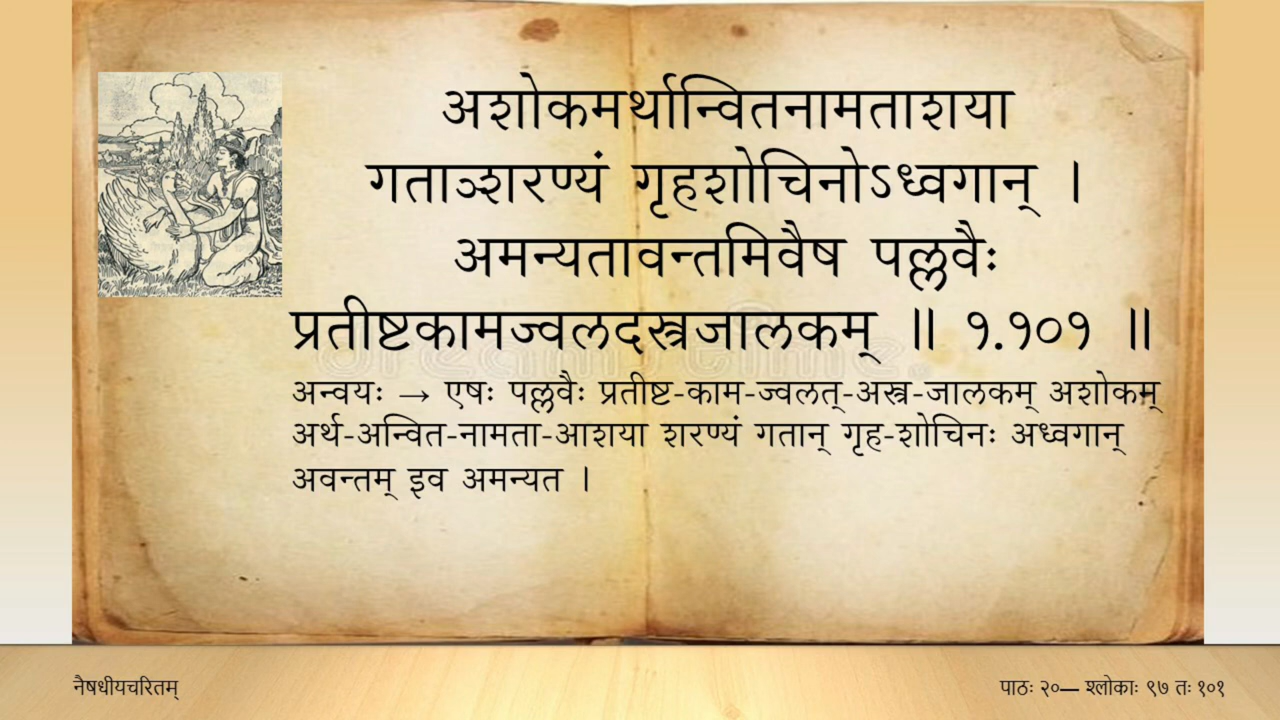 अशोकमर्थान्वितनामताशया
गताञ्शरण्यं गृहशोचिनोऽध्वगान् ।
अमन्यतावन्तमिवैष पल्लवैः
प्रतीष्टकामज्वलदस्त्रजालकम् ॥ १.१०१ ॥
अन्वयः → एषः पल्लवैः प्रतीष्ट-काम-ज्वलत्-अस्त्र-जालकम् अशोकम्
अर्थ-अन्वित-नामता-आशया शरण्यं गतान् गृह-शोचिनः अध्वगान्
अवन्तम् इव अमन्यत ।
नैषधीयचरितम्
पाठः २०— श्लोकाः ९७ तः १०१